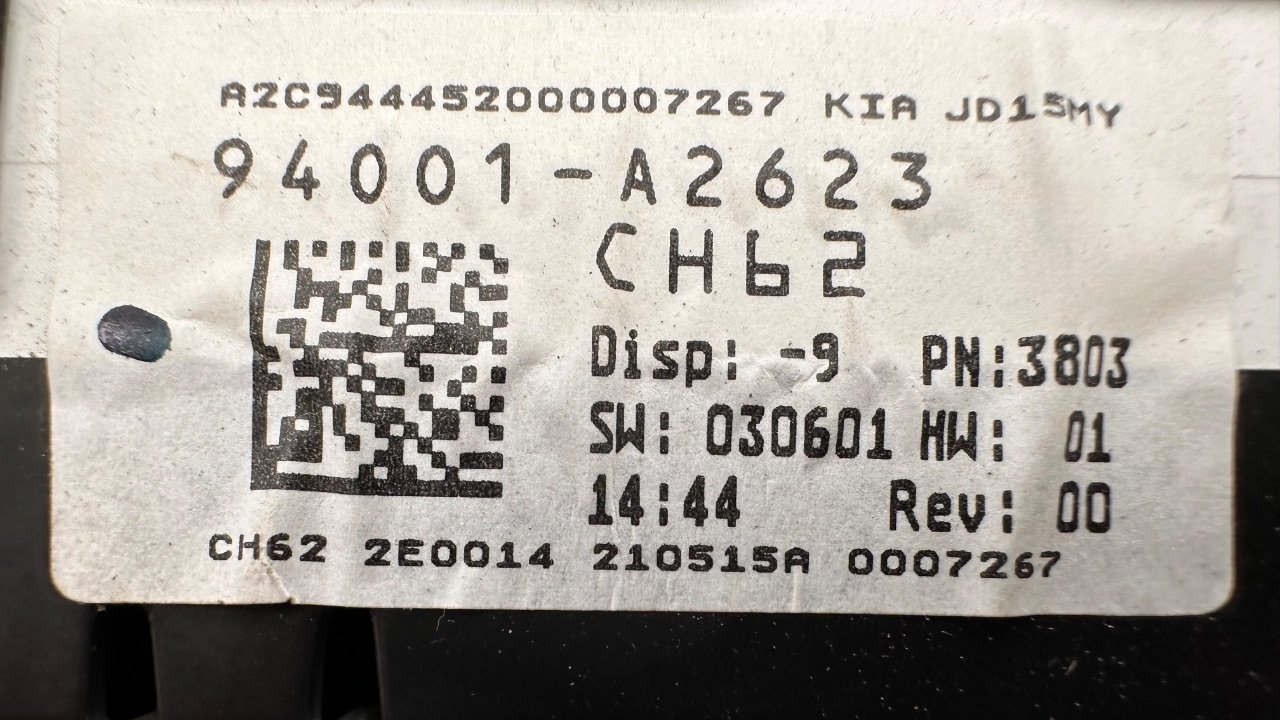 A2C944452000007267 KIA JD15MY
94001-A2623
CH62
Disp: -9 PN:3803
SW: 030601 HW: 01
14:44 Rev: 00
CH62 2E0014 210515A 0007267